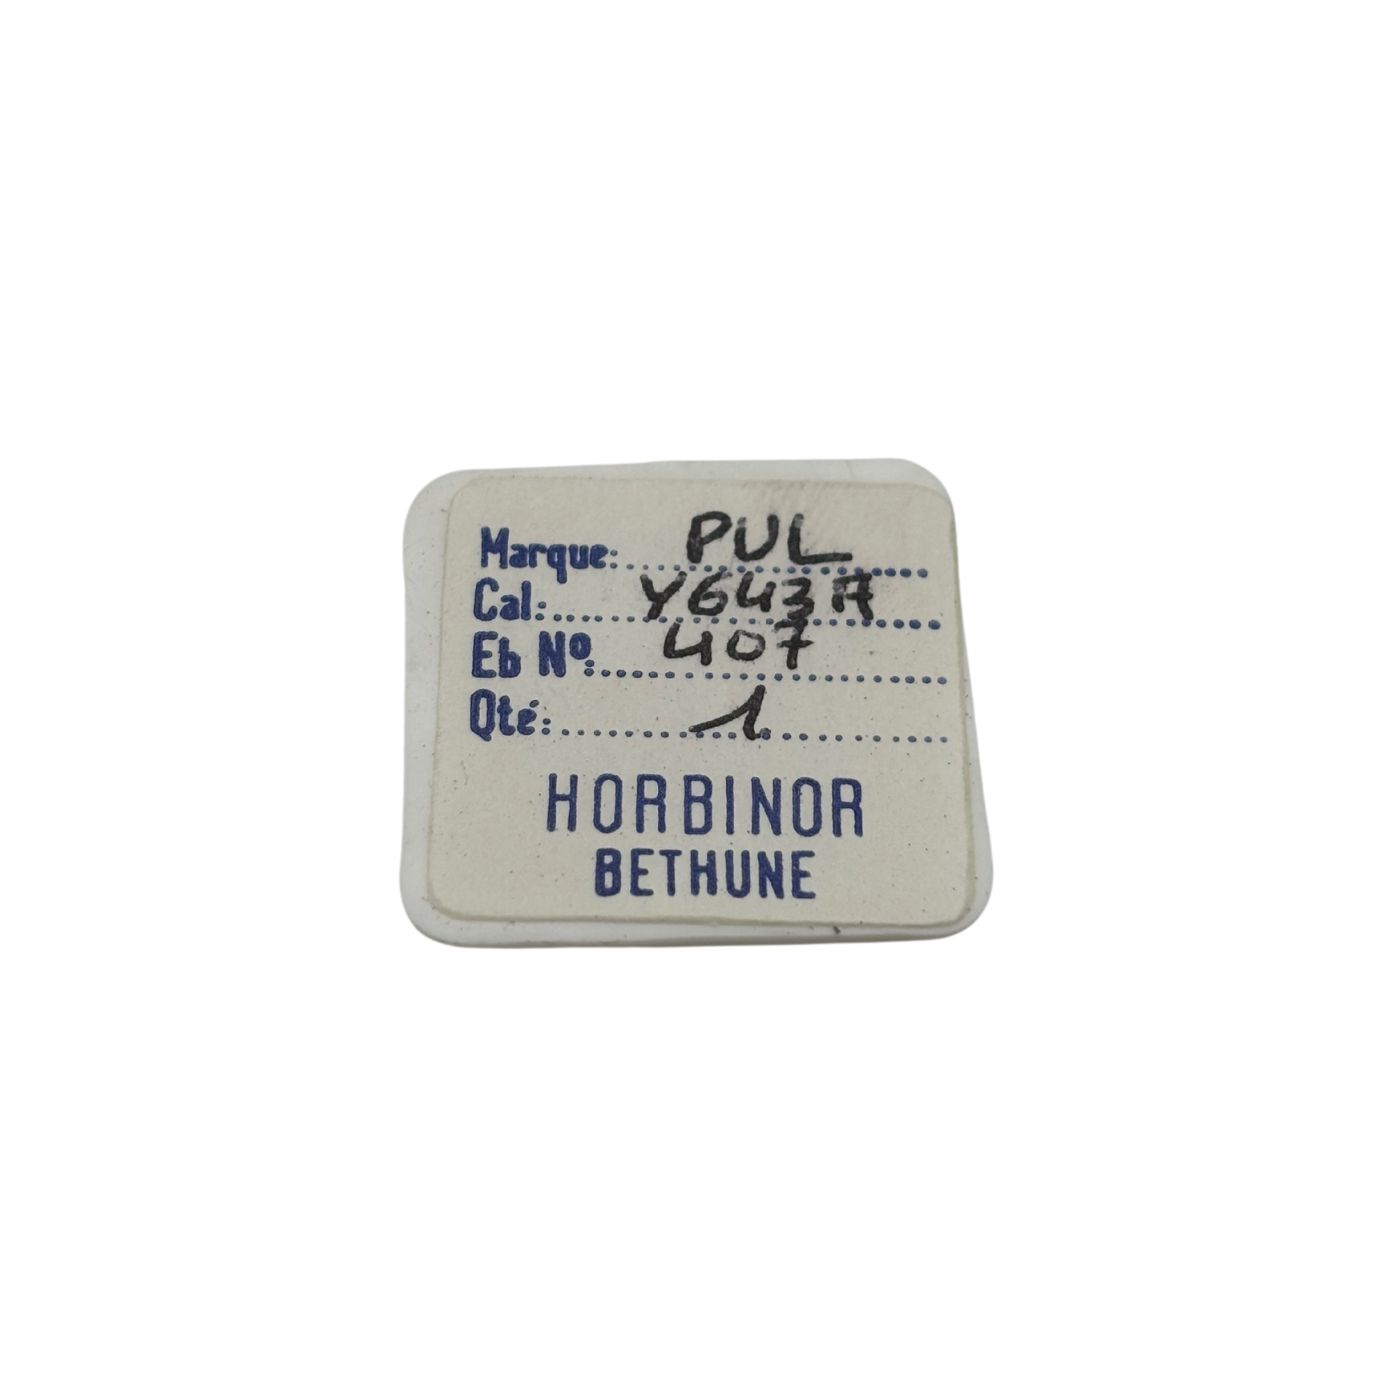 Marque: PUL
Cal: Y643A
Eb Nº: 407
Qté: 1
HORBINOR
BETHUNE